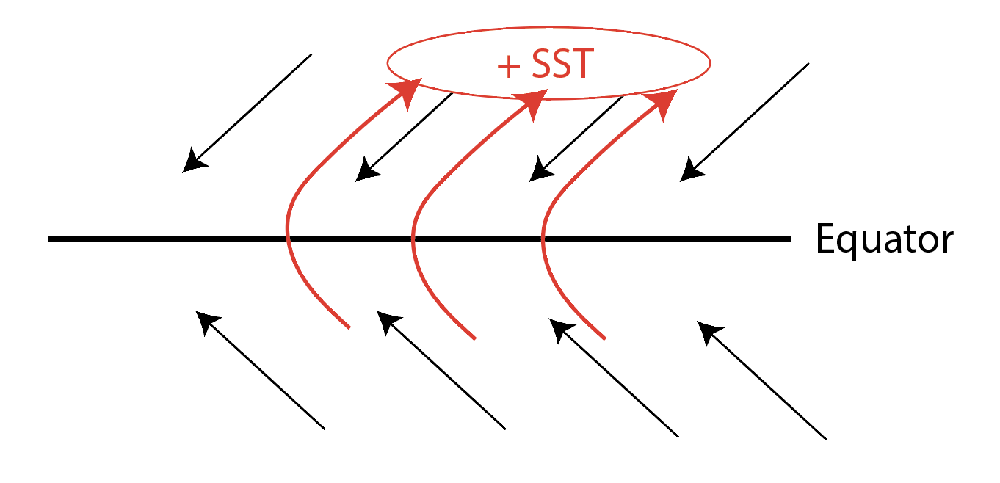 + SST
Equator